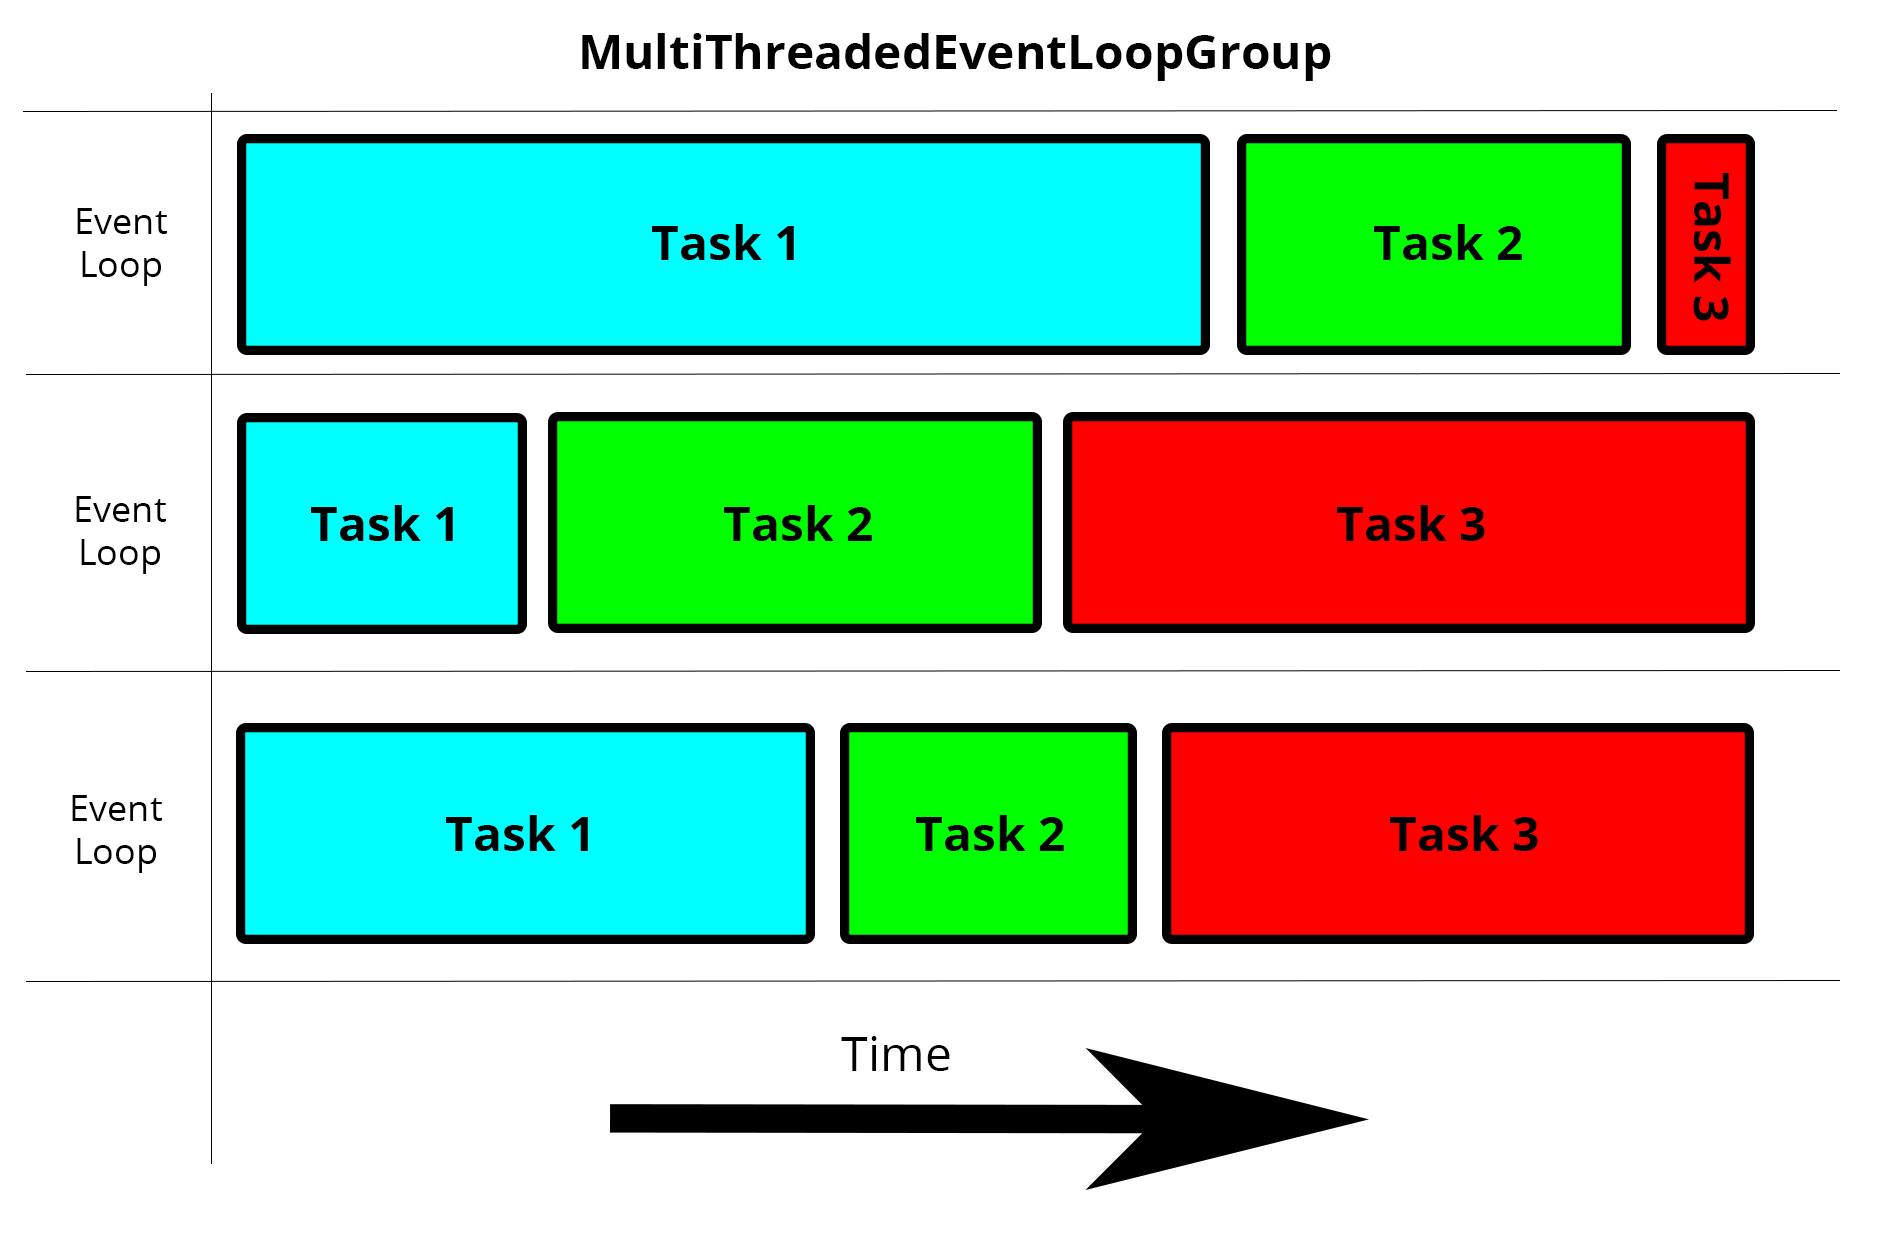 MultiThreadedEventLoopGroup
Event
Loop
Task 1
Task 2
Task 3
Event
Loop
Task 1
Task 2
Task 3
Event
Loop
Task 1
Task 2
Task 3
Time